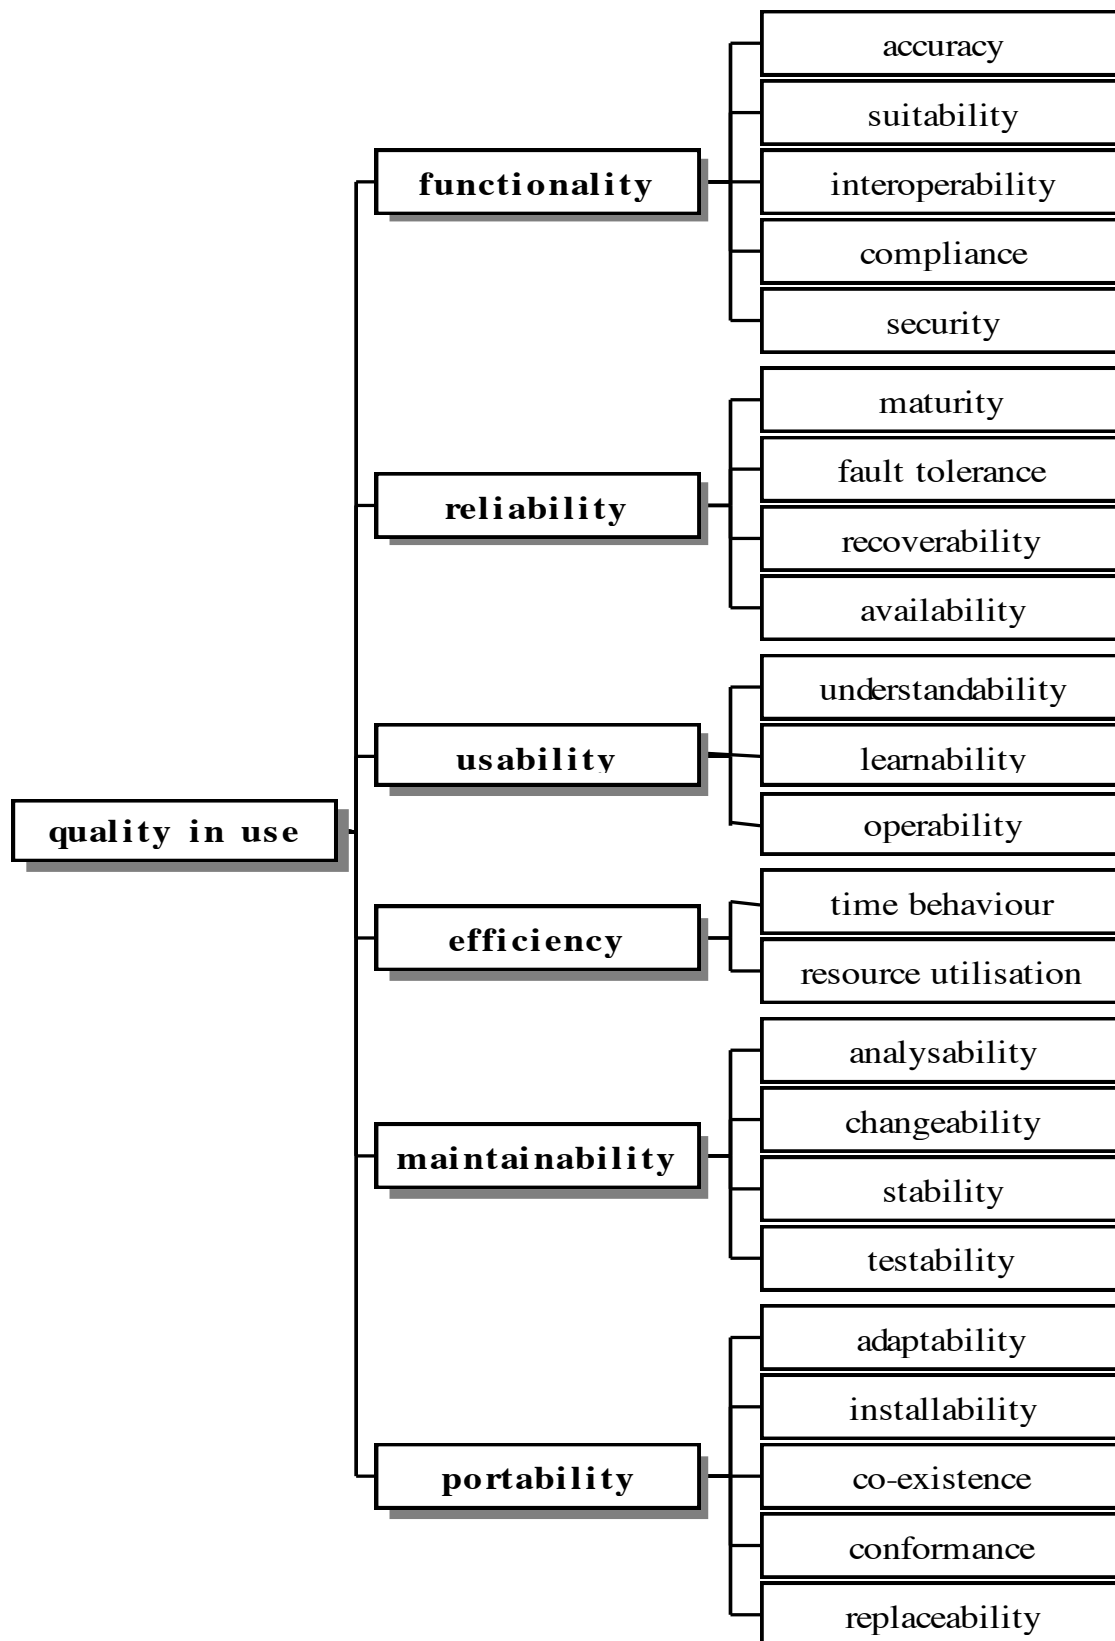 quality in use
functionality
accuracy
suitability
interoperability
compliance
security
reliability
maturity
fault tolerance
recoverability
availability
usability
understandability
learnability
operability
efficiency
time behaviour
resource utilisation
maintainability
analysability
changeability
stability
testability
portability
adaptability
installability
co-existence
conformance
replaceability